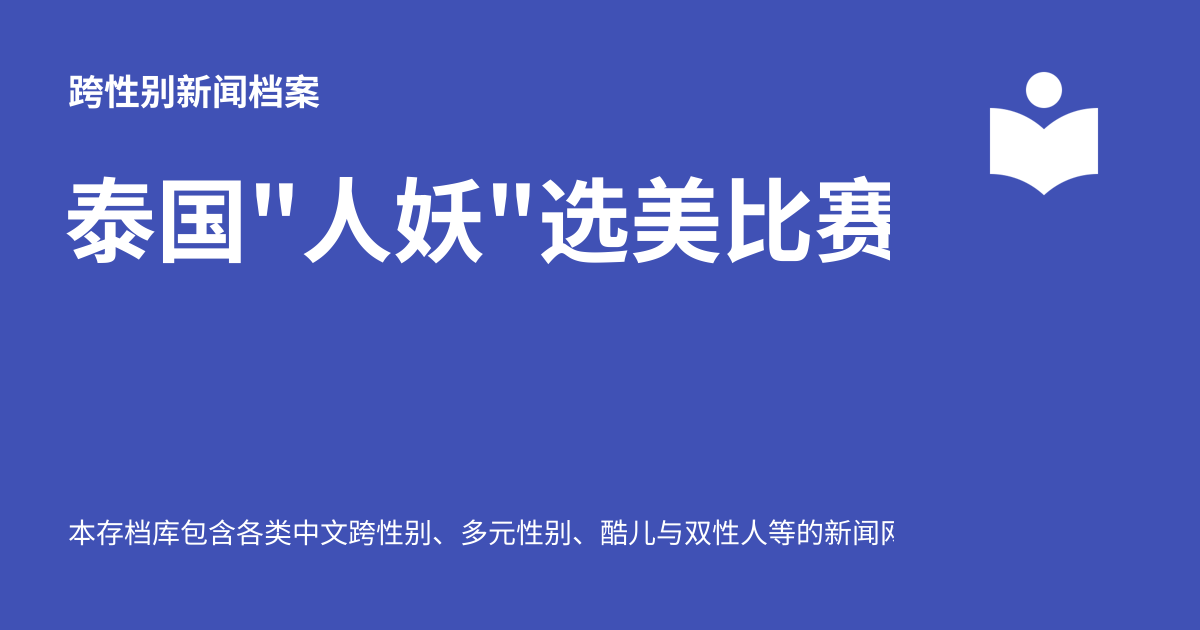 跨性别新闻档案
泰国"人妖"选美比赛
本存档库包含各类中文跨性别、多元性别、酷儿与双性人等的新闻